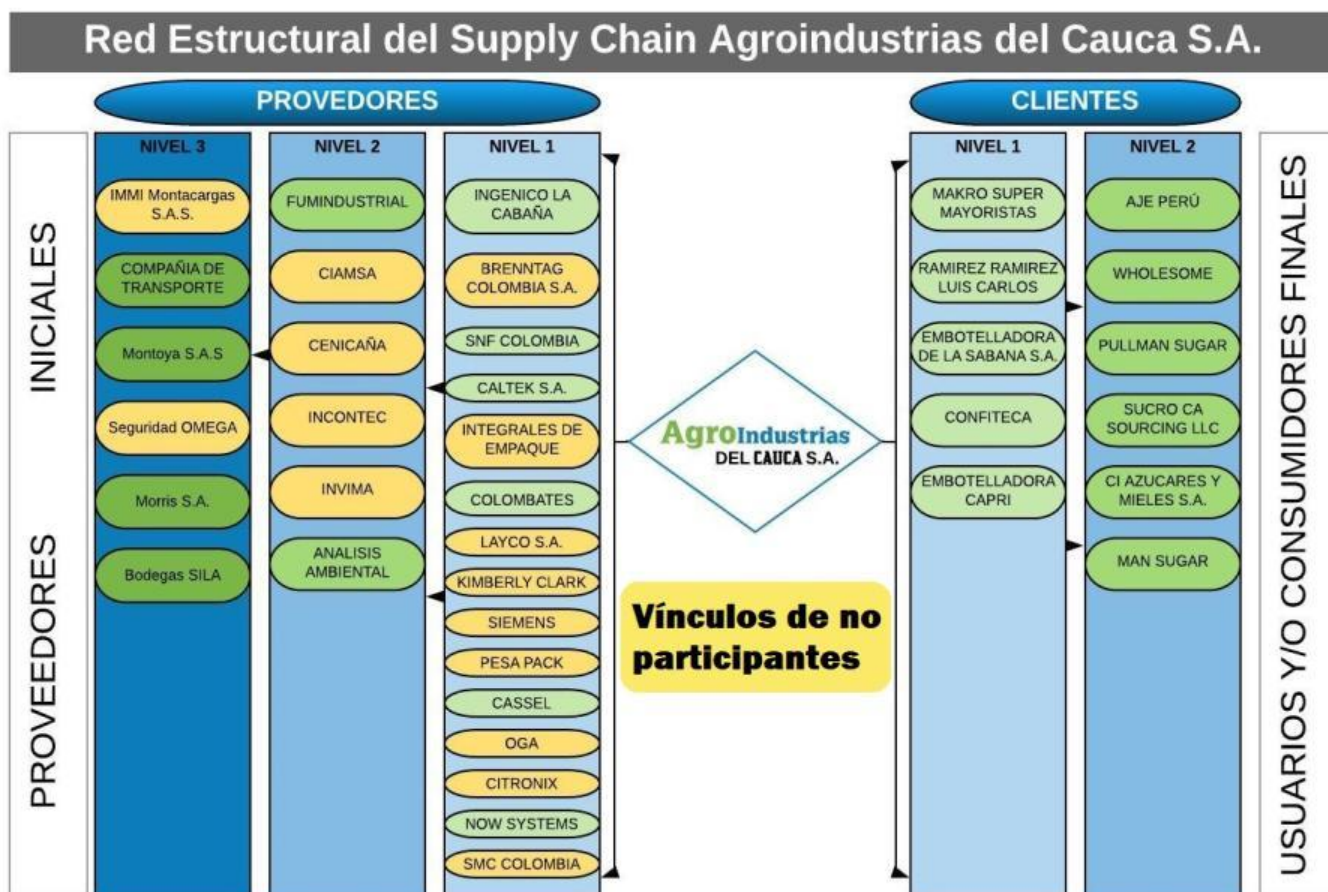 Red Estructural del Supply Chain Agroindustrias del Cauca S.A.
PROVEDORES
CLIENTES
INICIALES
PROVEEDORES
NIVEL 3
IMMI Montacargas
S.A.S.
COMPAÑIA DE
TRANSPORTE
Montoya S.A.S
Seguridad OMEGA
Morris S.A.
Bodegas SILA
NIVEL 2
FUMINDUSTRIAL
CIAMSA
CENICAÑA
INCONTEC
INVIMA
ANALISIS
AMBIENTAL
NIVEL 1
INGENICO LA
CABAÑA
BRENNTAG
COLOMBIA S.A.
SNF COLOMBIA
CALTEK S.A.
INTEGRALES DE
EMPAQUE
COLOMBATES
LAYCO S.A.
KIMBERLY CLARK
SIEMENS
PESA PACK
CASSEL
OGA
CITRONIX
NOW SYSTEMS
SMC COLOMBIA
AgroIndustrias
DEL CAUCA S.A.
Vínculos de no
participantes
NIVEL 1
MAKRO SUPER
MAYORISTAS
RAMIREZ RAMIREZ
LUIS CARLOS
EMBOTELLADORA
DE LA SABANA S.A.
CONFITECA
EMBOTELLADORA
CAPRI
NIVEL 2
AJE PERÚ
WHOLESOME
PULLMAN SUGAR
SUCRO CA
SOURCING LLC
CI AZUCARES Y
MIELES S.A.
MAN SUGAR
USUARIOS Y/O CONSUMIDORES FINALES